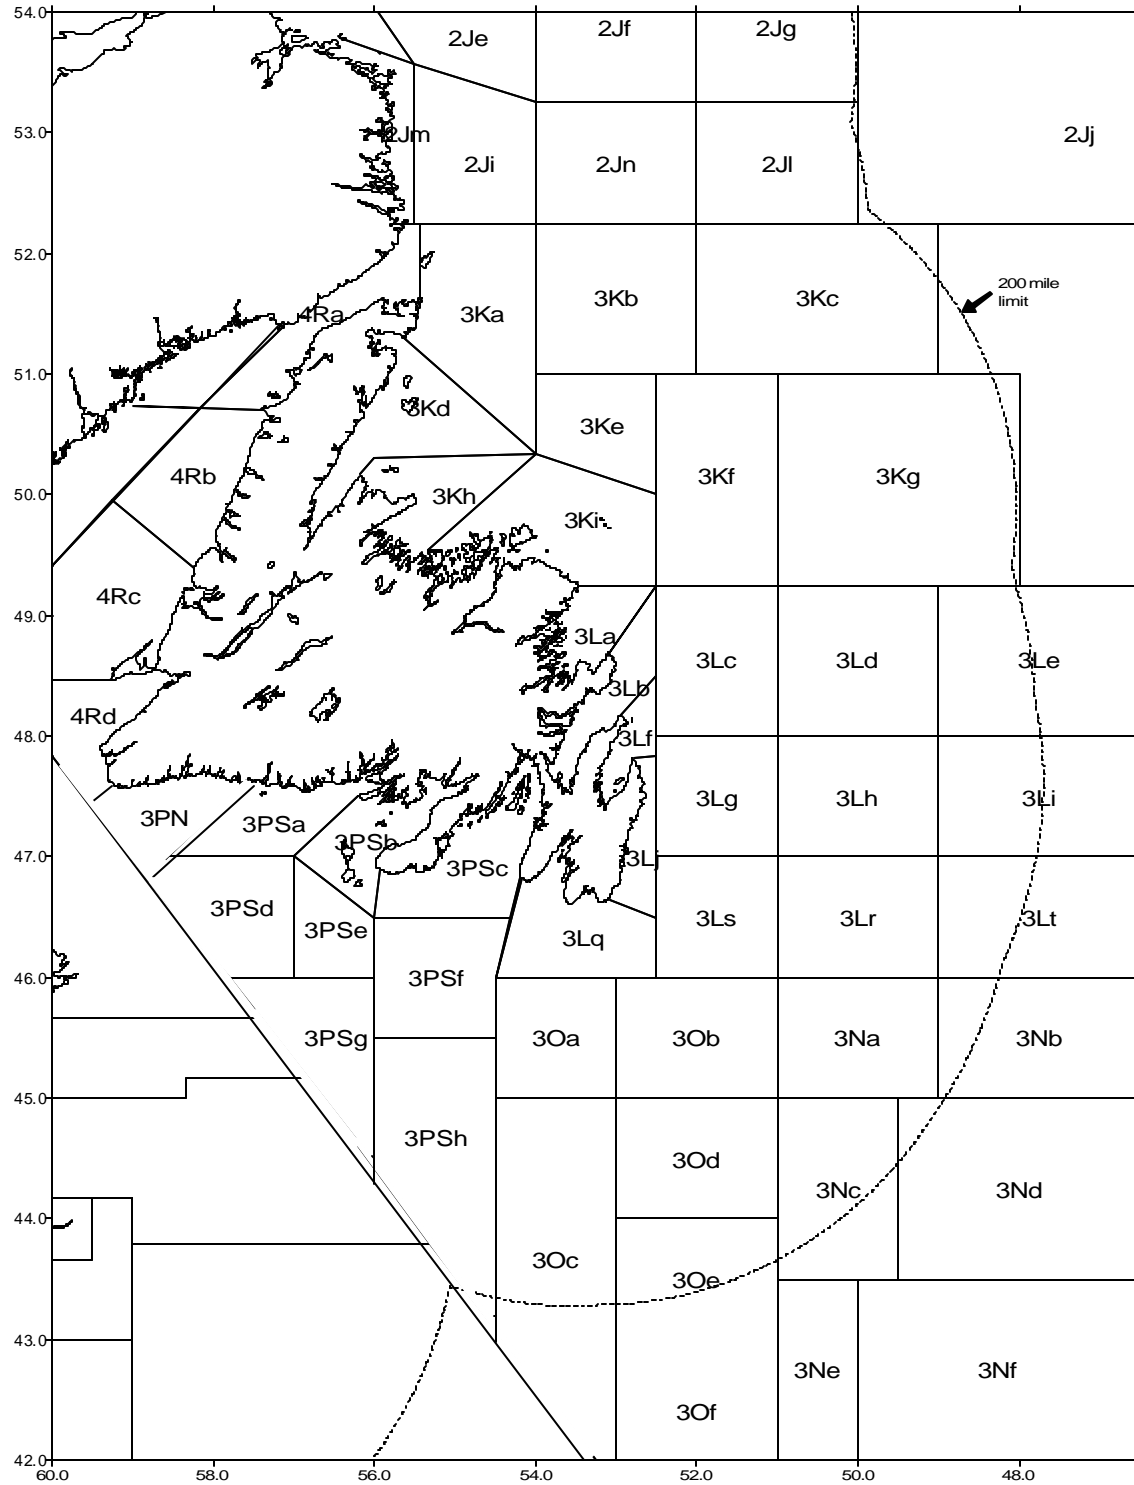 54.0
2Je
2Jf
2Jg
53.0
2Jm
2Ji
2Jn
2Jl
2Jj
52.0
4Ra
3Ka
3Kb
3Kc
200 mile
limit
51.0
3Kd
3Ke
4Rb
3Kh
3Kf
3Kg
50.0
3Ki
4Rc
49.0
3La
3Lb
3Lc
3Ld
3Le
4Rd
48.0
3Lf
3PN
3PSa
3PSb
3PSc
3Lg
3Lh
3Li
47.0
3Lj
3PSd
3PSe
3Lq
3Ls
3Lr
3Lt
46.0
3PSf
3PSg
3Oa
3Ob
3Na
3Nb
45.0
3PSh
3Od
3Nc
3Nd
44.0
3Oc
3Oe
43.0
3Ne
3Nf
3Of
42.0
60.0
58.0
56.0
54.0
52.0
50.0
48.0